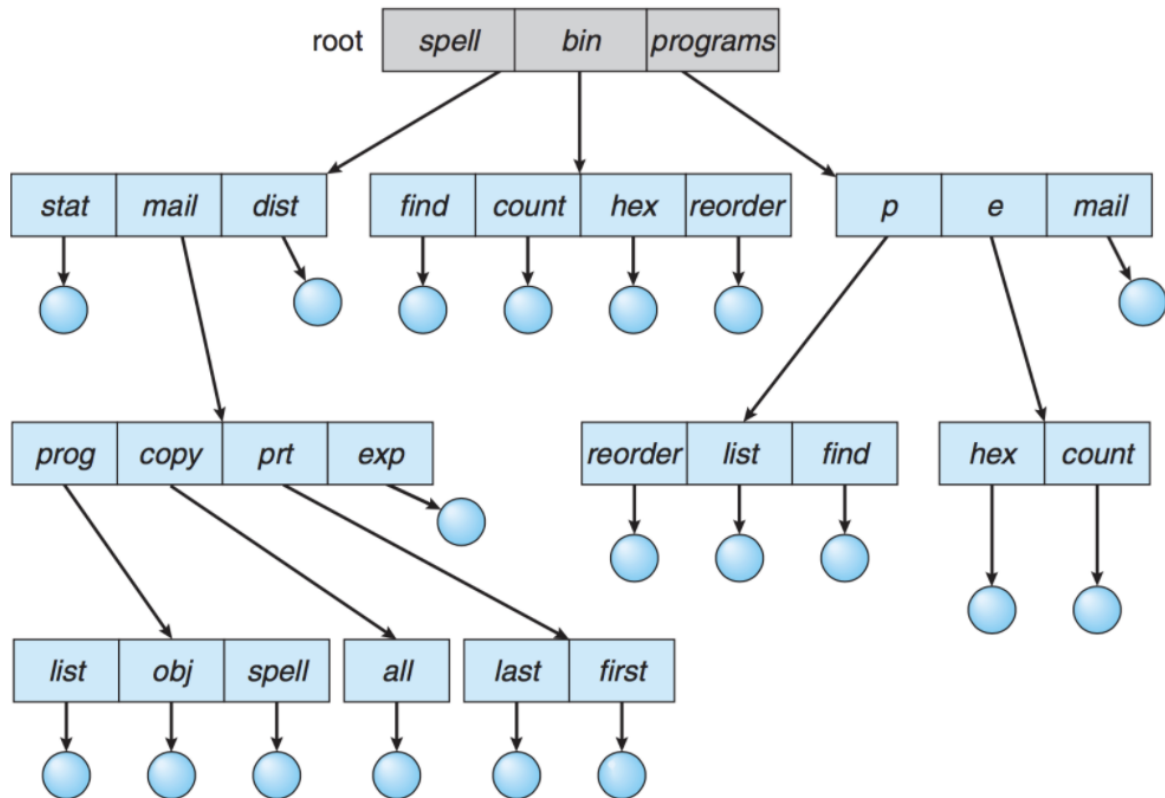 root spell bin programs
stat mail dist find count hex reorder p e mail
prog copy prt exp reorder list find hex count
list obj spell all last first